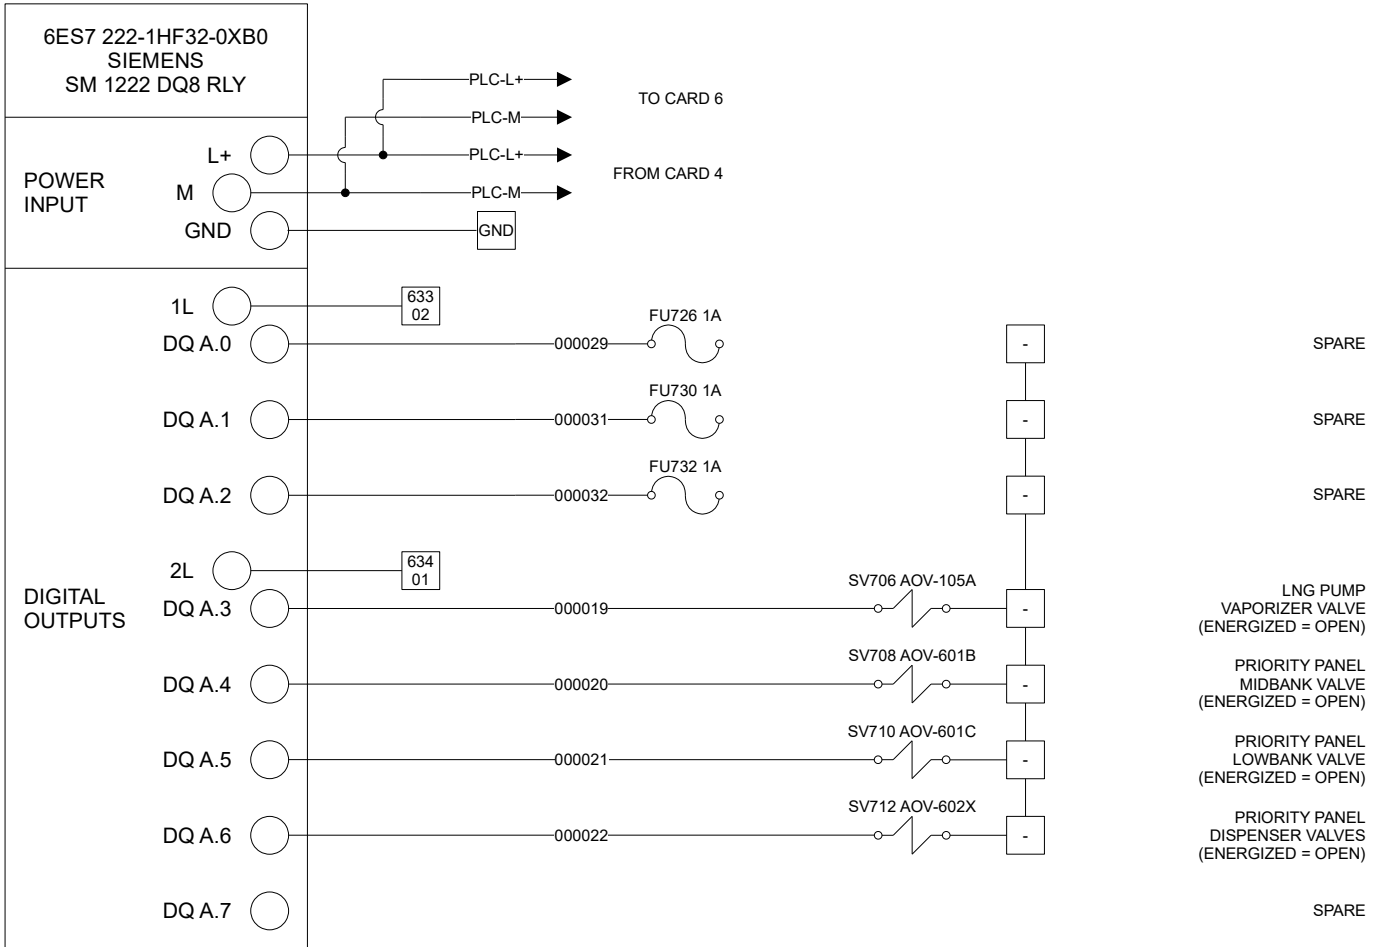 6ES7 222-1HF32-0XB0
SIEMENS
SM 1222 DQ8 RLY
PLC-L+
TO CARD 6
PLC-M
POWER
INPUT
L+
PLC-L+
FROM CARD 4
M
PLC-M
GND
GND
DIGITAL
OUTPUTS
1L
633
02
DQ A.0
000029
FU726 1A
-
SPARE
DQ A.1
000031
FU730 1A
-
SPARE
DQ A.2
000032
FU732 1A
-
SPARE
2L
634
01
DQ A.3
000019
SV706 AOV-105A
-
LNG PUMP
VAPORIZER VALVE
(ENERGIZED = OPEN)
DQ A.4
000020
SV708 AOV-601B
-
PRIORITY PANEL
MIDBANK VALVE
(ENERGIZED = OPEN)
DQ A.5
000021
SV710 AOV-601C
-
PRIORITY PANEL
LOWBANK VALVE
(ENERGIZED = OPEN)
DQ A.6
000022
SV712 AOV-602X
-
PRIORITY PANEL
DISPENSER VALVES
(ENERGIZED = OPEN)
DQ A.7
SPARE